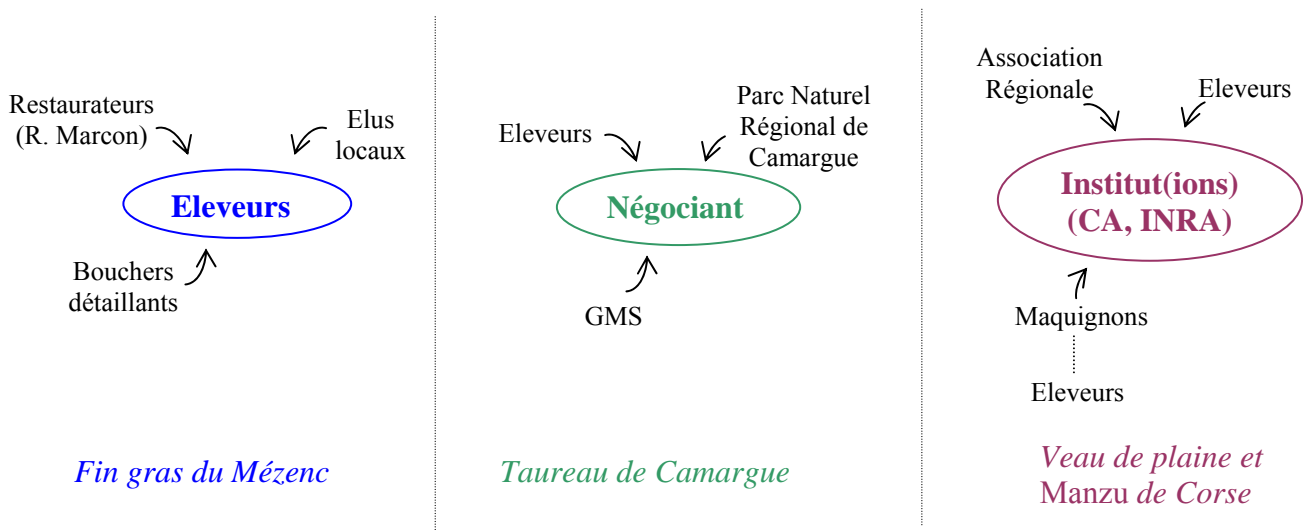 Restaurateurs
(R. Marcon)
Elus
locaux
Eleveurs
Bouchers
détaillants
Fin gras du Mézenc
Eleveurs
Parc Naturel
Régional de
Camargue
Négociant
GMS
Taureau de Camargue
Association
Régionale
Eleveurs
Institut(ions)
(CA, INRA)
Maquignons
Eleveurs
Veau de plaine et
Manzu de Corse